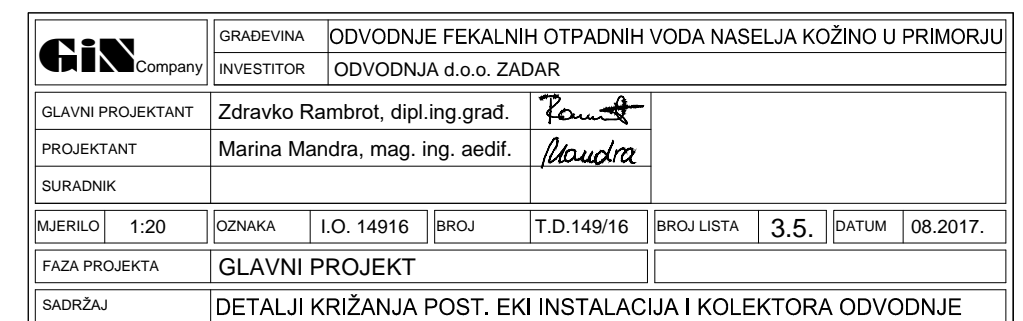 GiN Company
GRAĐEVINA ODVODNJE FEKALNIH OTPADNIH VODA NASELJA KOŽINO U PRIMORJU
INVESTITOR ODVODNJA d.o.o. ZADAR
GLAVNI PROJEKTANT Zdravko Rambrot, dipl.ing.građ.
PROJEKTANT Marina Mandra, mag. ing. aedif. Mandra
SURADNIK
MJERILO 1:20 OZNAKA I.O. 14916 BROJ T.D.149/16 BROJ LISTA 3.5. DATUM 08.2017.
FAZA PROJEKTA GLAVNI PROJEKT
SADRŽAJ DETALJI KRIŽANJA POST. EKI INSTALACIJA I KOLEKTORA ODVODNJE